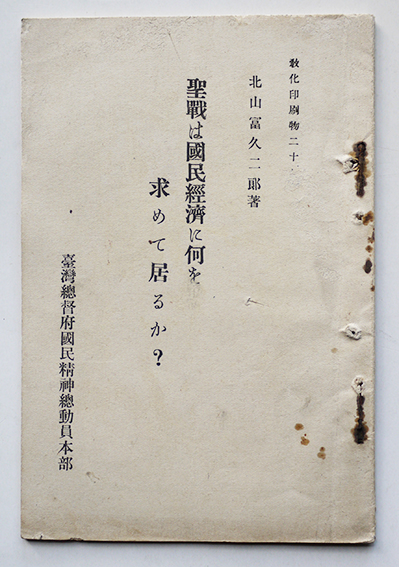 教化印刷物二十
北山富久二郎著
聖戰は國民經濟に何を
求めて居るか？
臺灣總督府國民精神總動員本部